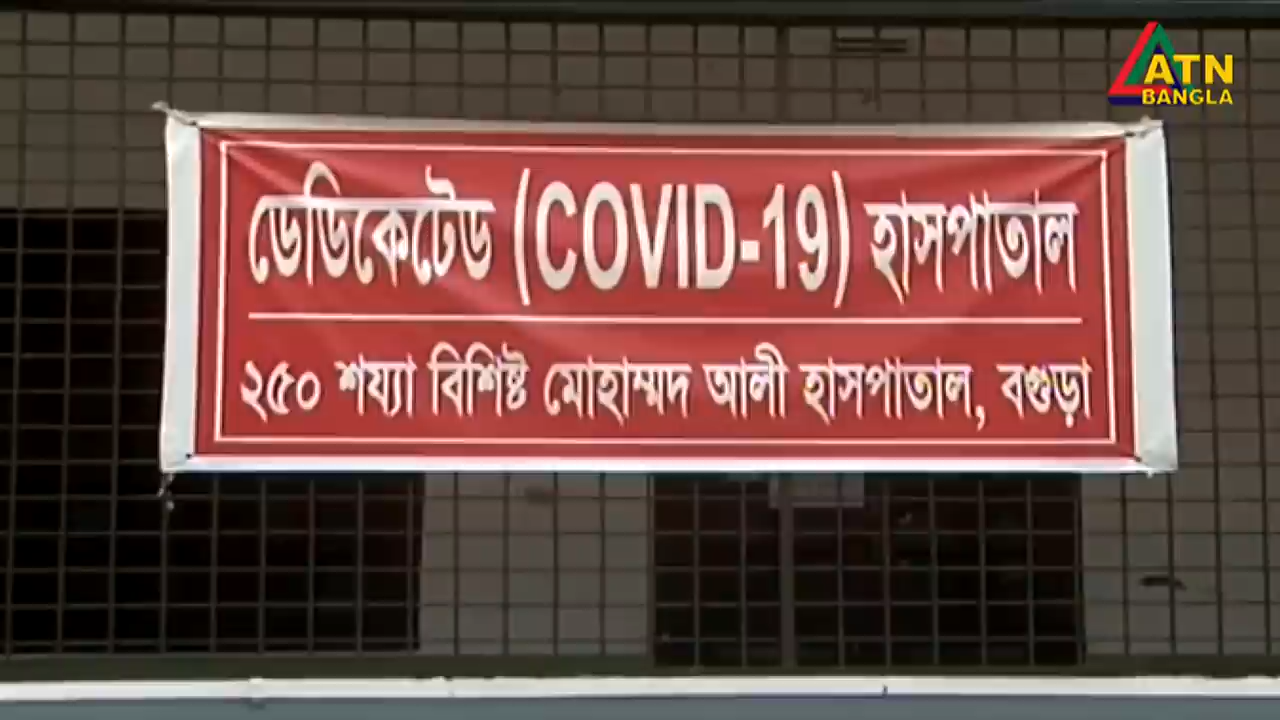 ATN
BANGLA
ডেডিকেটেড (COVID-19) হাসপাতাল
২৫০ শয্যা বিশিষ্ট মোহাম্মদ আলী হাসপাতাল, বগুড়া